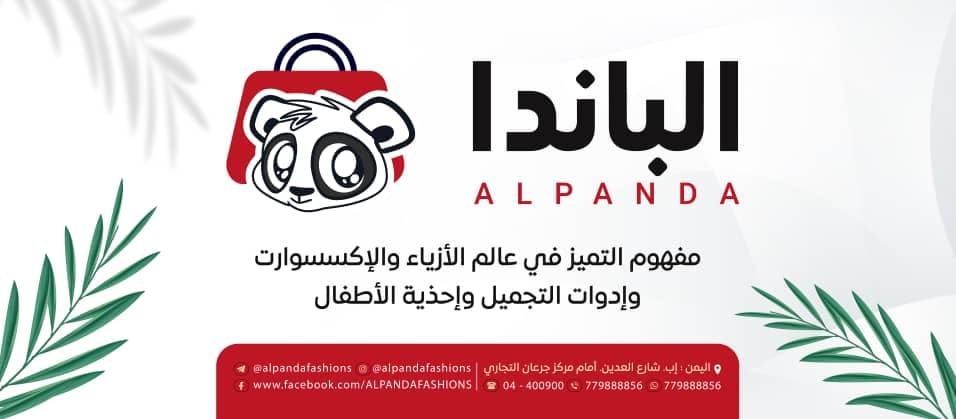 الباندا
ALPANDA
مفهوم التميز في عالم الأزياء والإكسسوارت
وإدوات التجميل وإحذية الأطفال
اليمن : إب. شارع العدين. أمام مركز جرعان التجاري | @alpandafashions @alpandafashions
779888856 779888856 04 - 400900 | www.facebook.com/ALPANDAFASHIONS